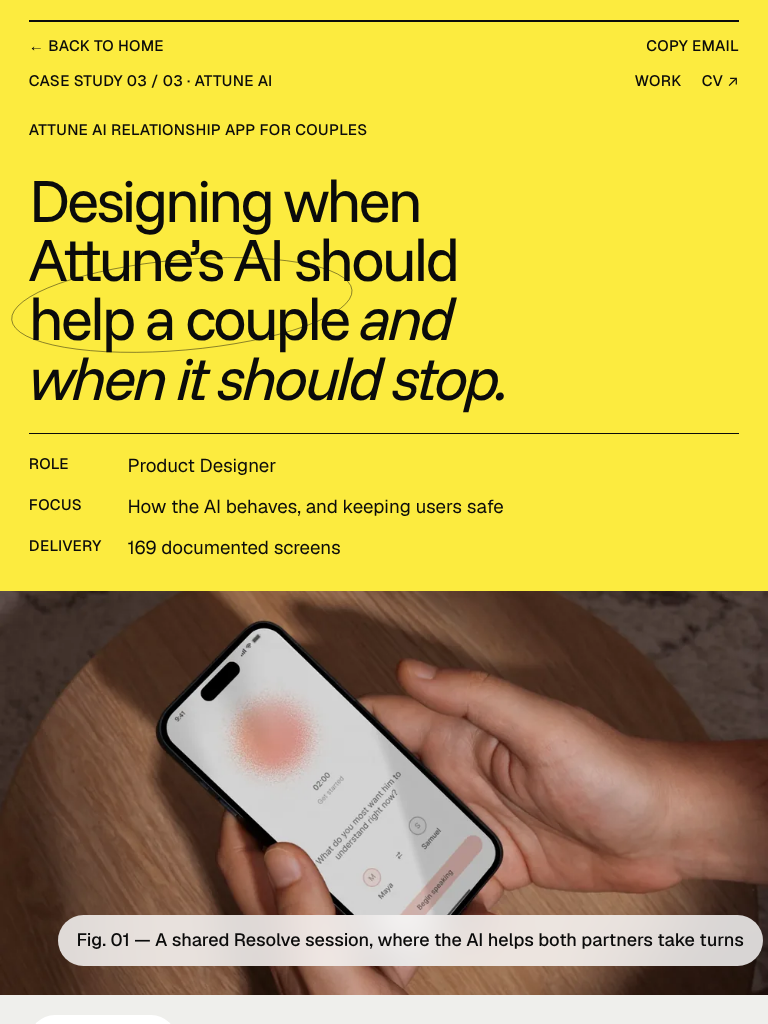 ← BACK TO HOME
COPY EMAIL
CASE STUDY 03 / 03 · ATTUNE AI
WORK
CV ↗
ATTUNE AI RELATIONSHIP APP FOR COUPLES
Designing when
Attune’s AI should
help a couple and
when it should stop.
ROLE
Product Designer
FOCUS
How the AI behaves, and keeping users safe
DELIVERY
169 documented screens
9:41
02:00
Get started
What do you most want him to
understand right now?
M
S
Maya
Samuel
Begin speaking
Fig. 01 — A shared Resolve session, where the AI helps both partners take turns